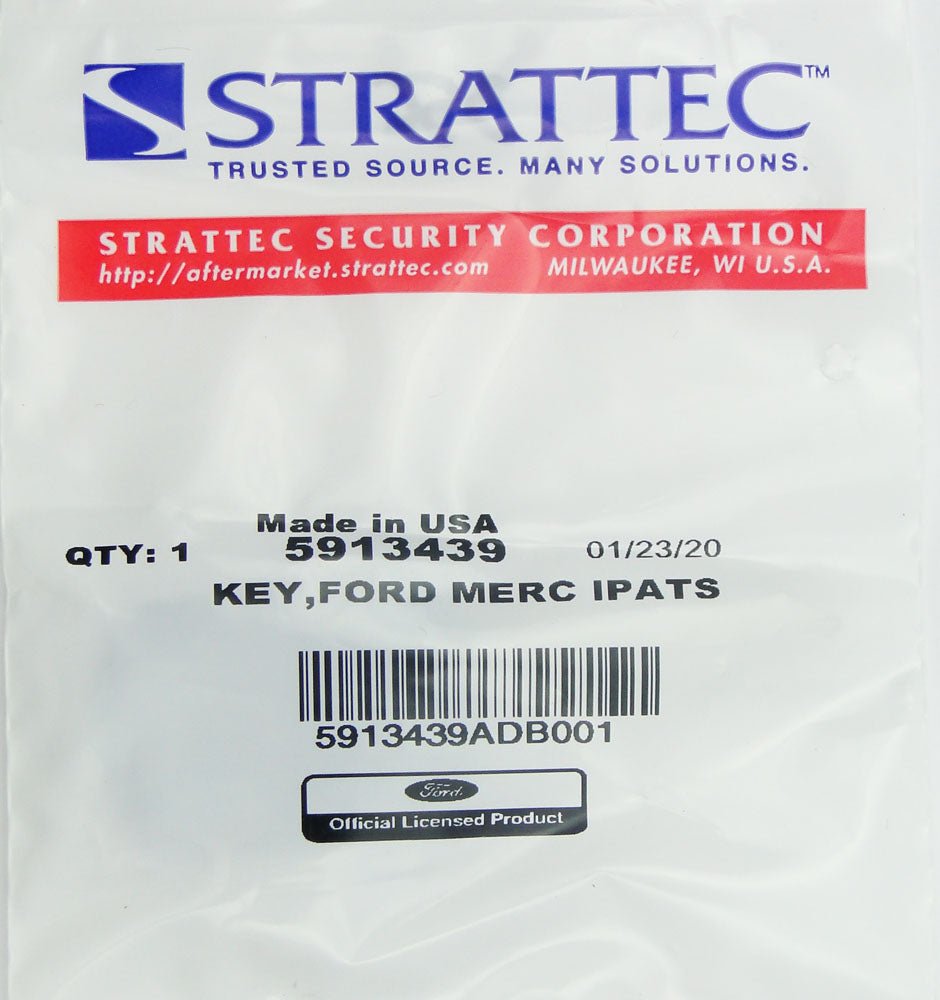 STRATTEC™
TRUSTED SOURCE. MANY SOLUTIONS.
STRATTEC SECURITY CORPORATION
http://aftermarket.strattec.com MILWAUKEE, WI U.S.A.
Made in USA
QTY: 1 5913439 01/23/20
KEY,FORD MERC IPATS
5913439ADB001
Ford
Official Licensed Product